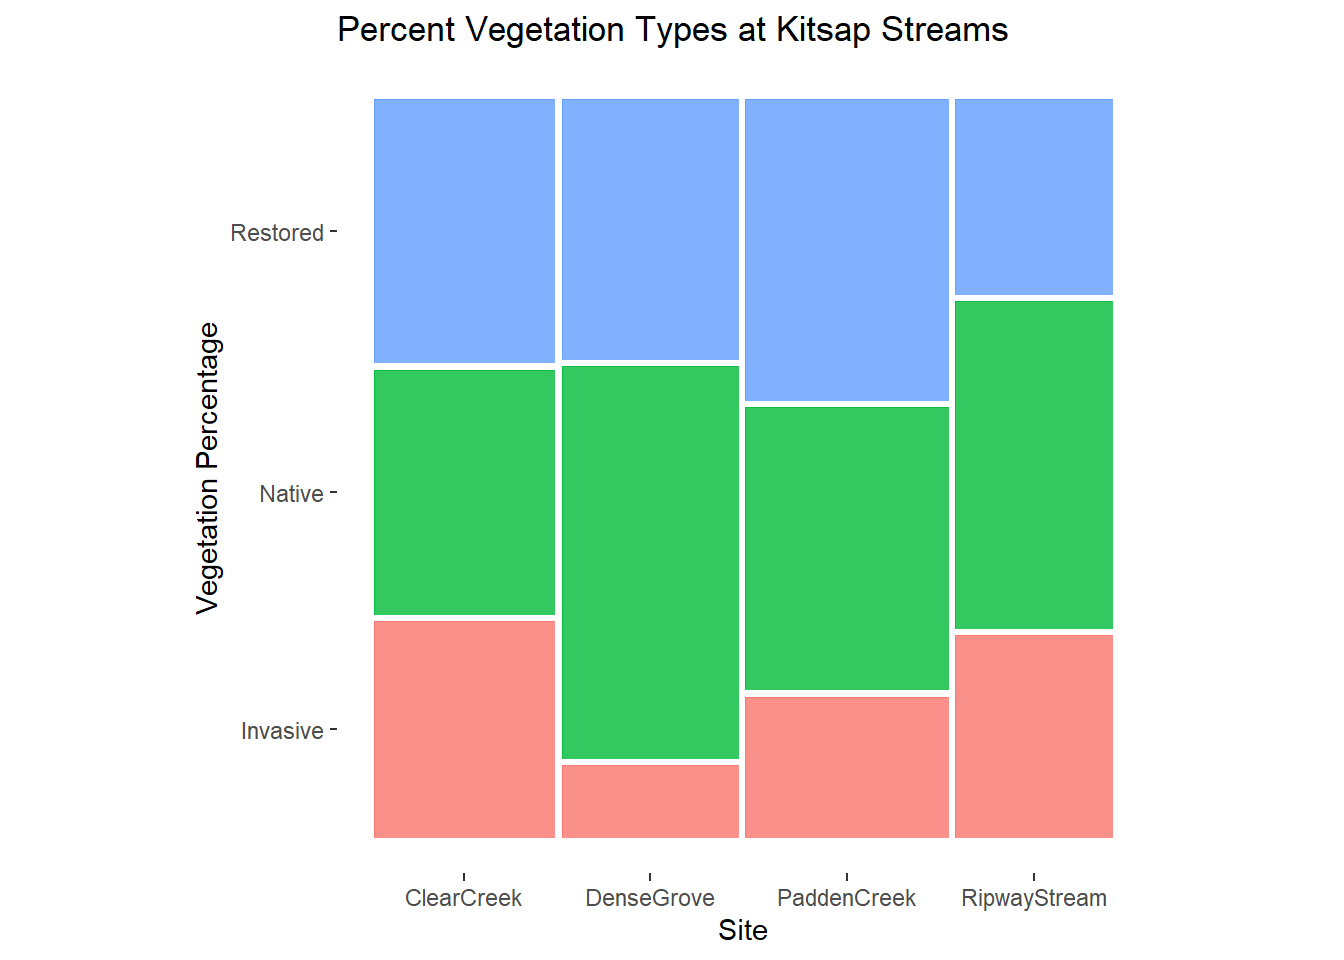 Percent Vegetation Types at Kitsap Streams
Vegetation Percentage
Restored
Native
Invasive
ClearCreek
DenseGrove
PaddenCreek
RipwayStream
Site